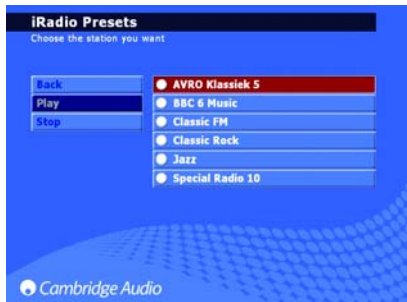 iRadio Presets
Choose the station you want
Back
Play
Stop
AVRO Klassiek 5
BBC 6 Music
Classic FM
Classic Rock
Jazz
Special Radio 10
Cambridge Audio